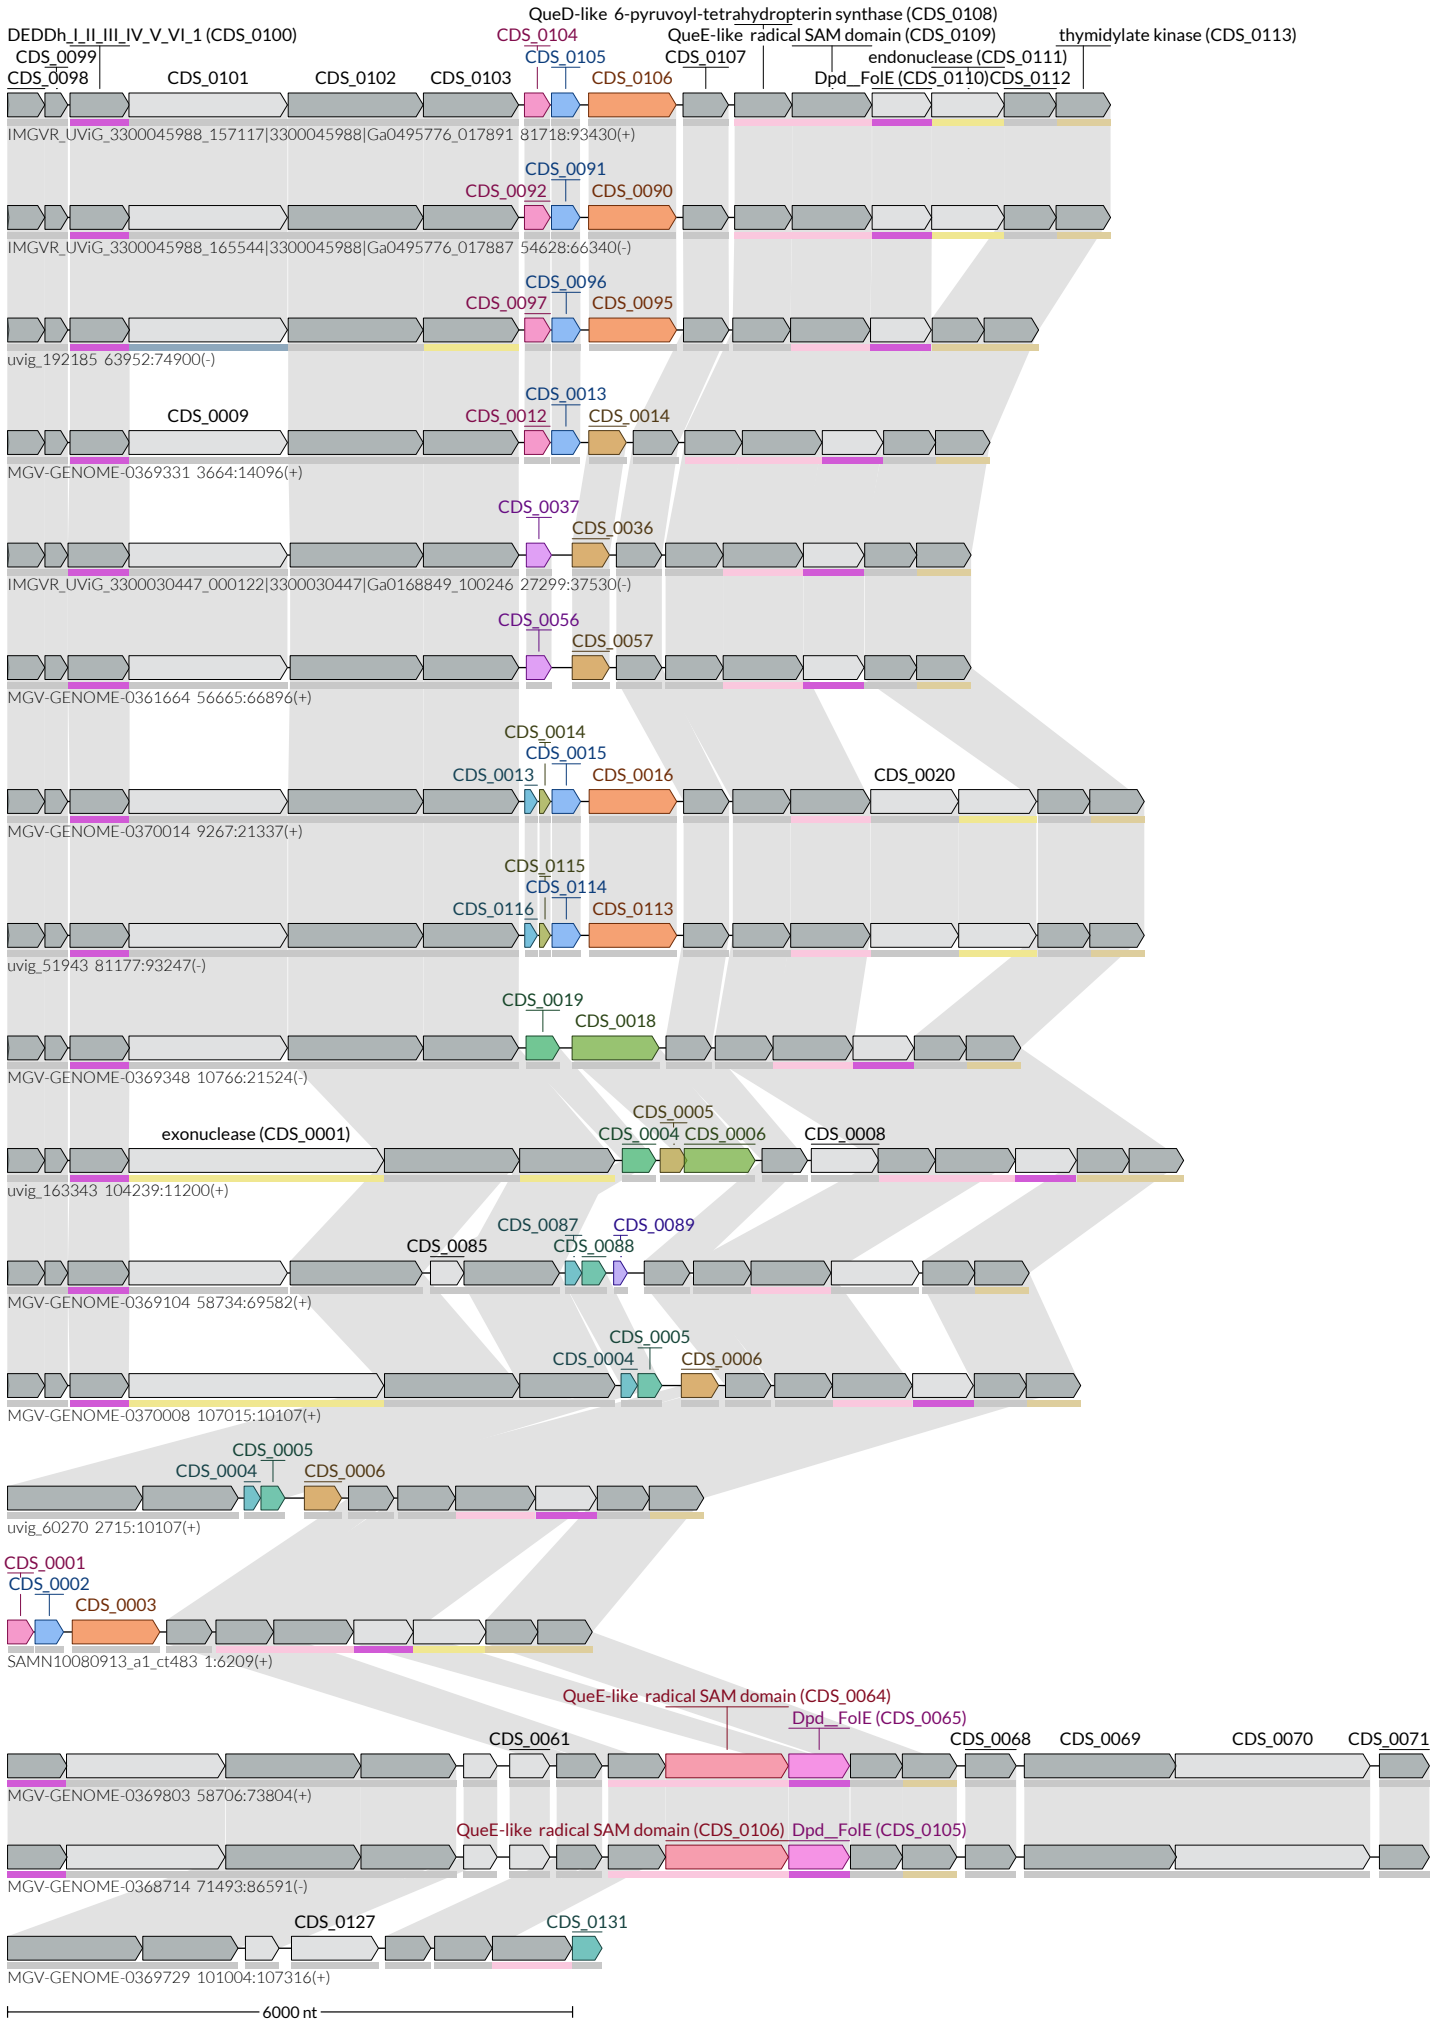 QueD-like 6-pyruvoyl-tetrahydropterin synthase (CDS_0108)
DEDDh_I_II_III_IV_V_VI_1 (CDS_0100) CDS_0104 QueE-like radical SAM domain (CDS_0109) thymidylate kinase (CDS_0113)
CDS_0099 CDS_0105 CDS_0107 endonuclease (CDS_0111)
CDS_0098 CDS_0101 CDS_0102 CDS_0103 CDS_0106 Dpd_FolE (CDS_0110) CDS_0112
IMGVR_UViG_3300045988_157117|3300045988|Ga0495776_017891 81718:93430(+)
CDS_0091
CDS_0092 CDS_0090
IMGVR_UViG_3300045988_165544|3300045988|Ga0495776_017887 54628:66340(-)
CDS_0096
CDS_0097 CDS_0095
uvig_192185 63952:74900(-)
CDS_0013
CDS_0009 CDS_0012 CDS_0014
MGV-GENOME-0369331 3664:14096(+)
CDS_0037
CDS_0036
IMGVR_UViG_3300030447_000122|3300030447|Ga0168849_100246 27299:37530(-)
CDS_0056
CDS_0057
MGV-GENOME-0361664 56665:66896(+)
CDS_0014
CDS_0015
CDS_0013 CDS_0016 CDS_0020
MGV-GENOME-0370014 9267:21337(+)
CDS_0115
CDS_0114
CDS_0116 CDS_0113
uvig_51943 81177:93247(-)
CDS_0019
CDS_0018
MGV-GENOME-0369348 10766:21524(-)
CDS_0005
exonuclease (CDS_0001) CDS_0004 CDS_0006 CDS_0008
uvig_163343 104239:11200(+)
CDS_0087 CDS_0089
CDS_0085 CDS_0088
MGV-GENOME-0369104 58734:69582(+)
CDS_0005
CDS_0004 CDS_0006
MGV-GENOME-0370008 107015:10107(+)
CDS_0005
CDS_0004 CDS_0006
uvig_60270 2715:10107(+)
CDS_0001
CDS_0002
CDS_0003
SAMN10080913_a1_ct483 1:6209(+)
QueE-like radical SAM domain (CDS_0064)
Dpd_FolE (CDS_0065)
CDS_0061 CDS_0068 CDS_0069 CDS_0070 CDS_0071
MGV-GENOME-0369803 58706:73804(+)
QueE-like radical SAM domain (CDS_0106) Dpd_FolE (CDS_0105)
MGV-GENOME-0368714 71493:86591(-)
CDS_0127 CDS_0131
MGV-GENOME-0369729 101004:107316(+)
6000 nt